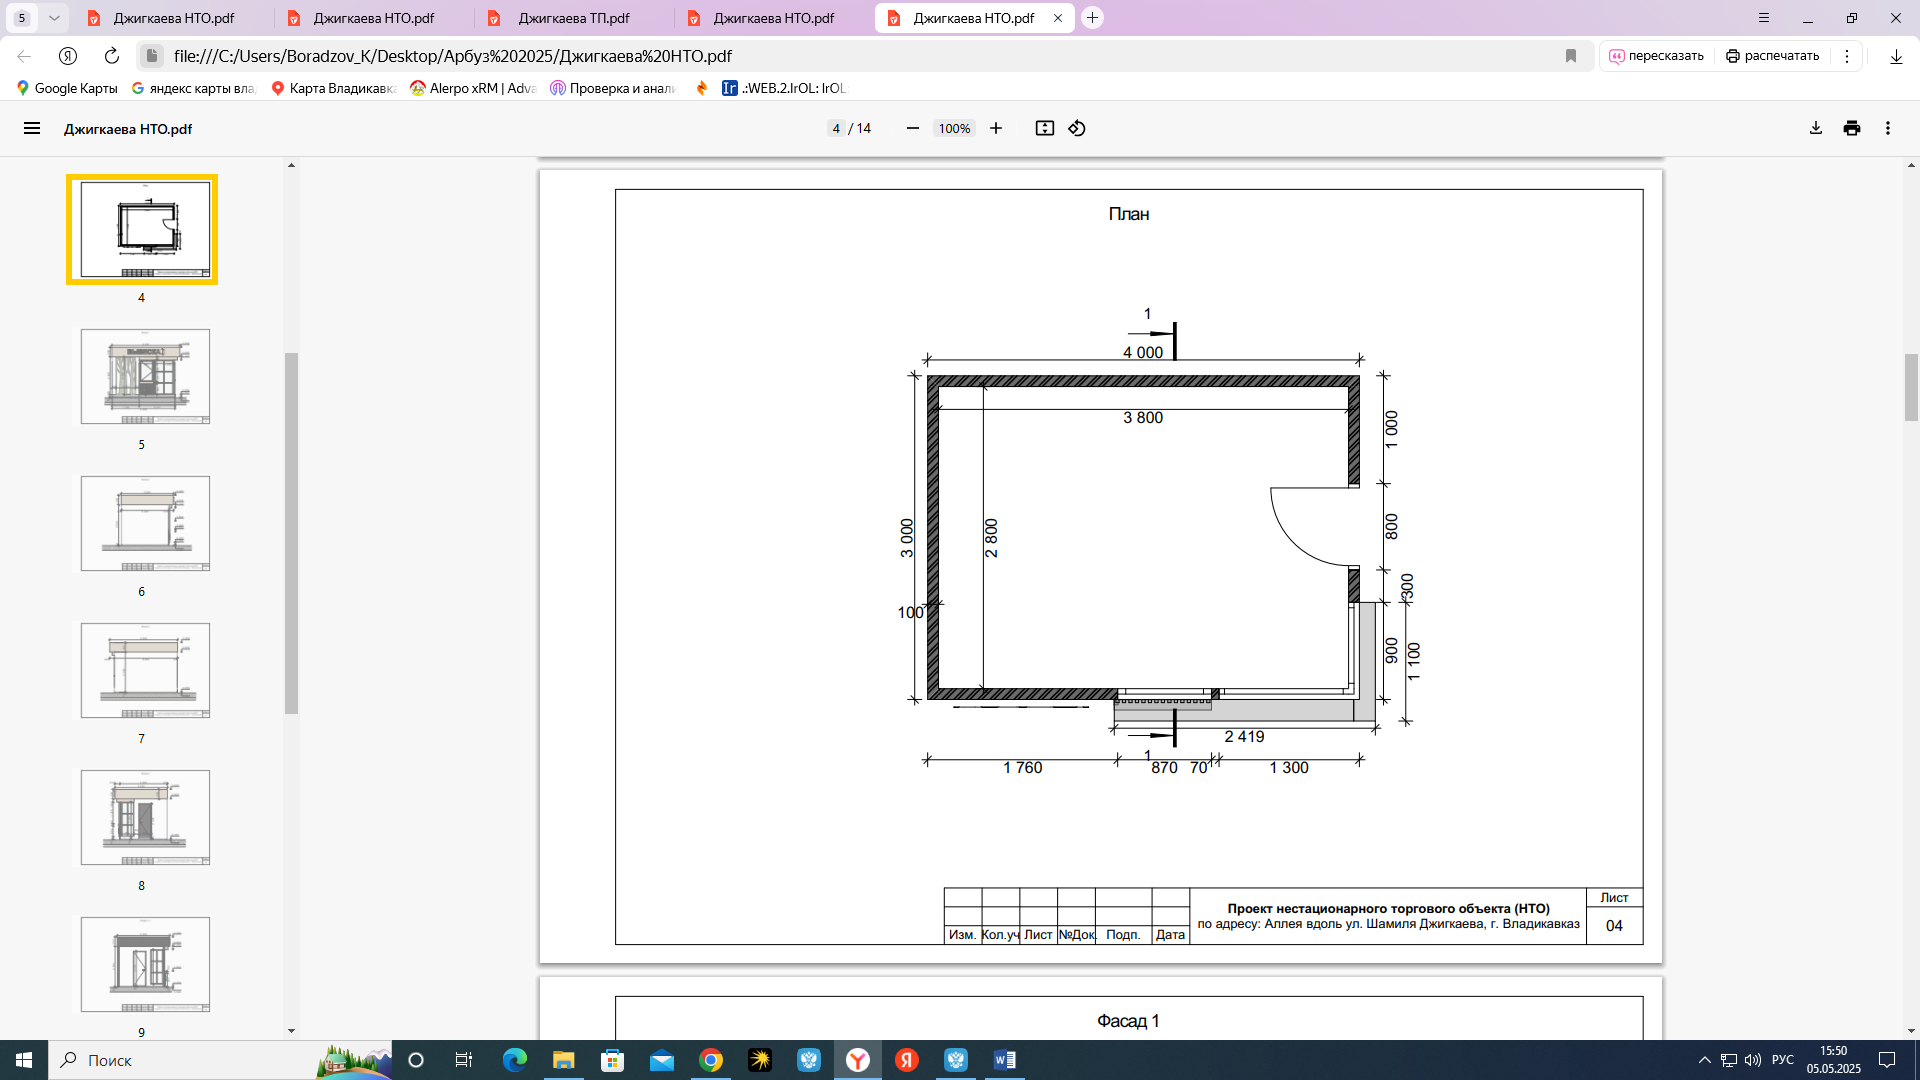 5
Джигкаева НТО.pdf
Джигкаева НТО.pdf
Джигкаева ТП.pdf
Джигкаева НТО.pdf
Джигкаева НТО.pdf
file:///C:/Users/Boradzov_K/Desktop/Арбуз%202025/Джигкаева%20НТО.pdf
пересказать
распечатать
Google Карты
яндекс карты вла
Карта Владикавк
Alerpo xRM | Adva
Проверка и анали
Ir
.:WEB.2.IrOL: IrOL
Джигкаева НТО.pdf
4 / 14
100%
4
5
6
7
8
9
План
1
4 000
3 800
1 000
3 000
2 800
800
300
100
900
1 100
2 419
1
1 760
870
70
1 300
Изм.
Кол.уч
Лист
№Док.
Подп.
Дата
Проект нестационарного торгового объекта (НТО)
по адресу: Аллея вдоль ул. Шамиля Джигкаева, г. Владикавказ
Лист
04
Фасад 1
Поиск
РУС
15:50
05.05.2025